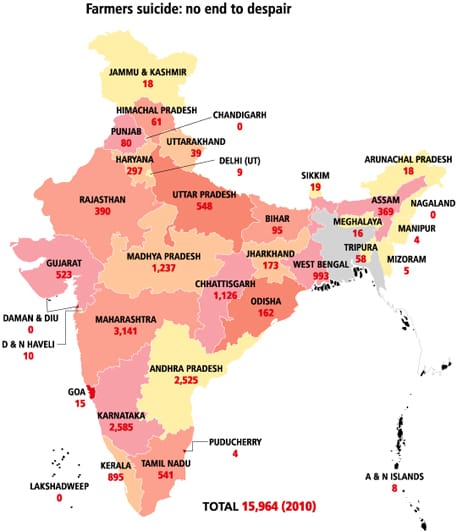 Farmers suicide: no end to despair
JAMMU & KASHMIR
18
HIMACHAL PRADESH
61
CHANDIGARH
0
PUNJAB
80
UTTARAKHAND
39
HARYANA
297
DELHI (UT)
9
ARUNACHAL PRADESH
18
SIKKIM
19
RAJASTHAN
390
UTTAR PRADESH
548
ASSAM
369
NAGALAND
0
BIHAR
95
MEGHALAYA
16
MANIPUR
4
TRIPURA
58
MIZORAM
5
GUJARAT
523
MADHYA PRADESH
1,237
JHARKHAND
173
WEST BENGAL
993
CHHATTISGARH
1,126
ODISHA
162
DAMAN & DIU
0
D & N HAVELI
10
MAHARASHTRA
3,141
ANDHRA PRADESH
2,525
GOA
15
KARNATAKA
2,585
PUDUCHERRY
4
KERALA
895
TAMIL NADU
541
LAKSHADWEEP
0
A & N ISLANDS
8
TOTAL 15,964 (2010)